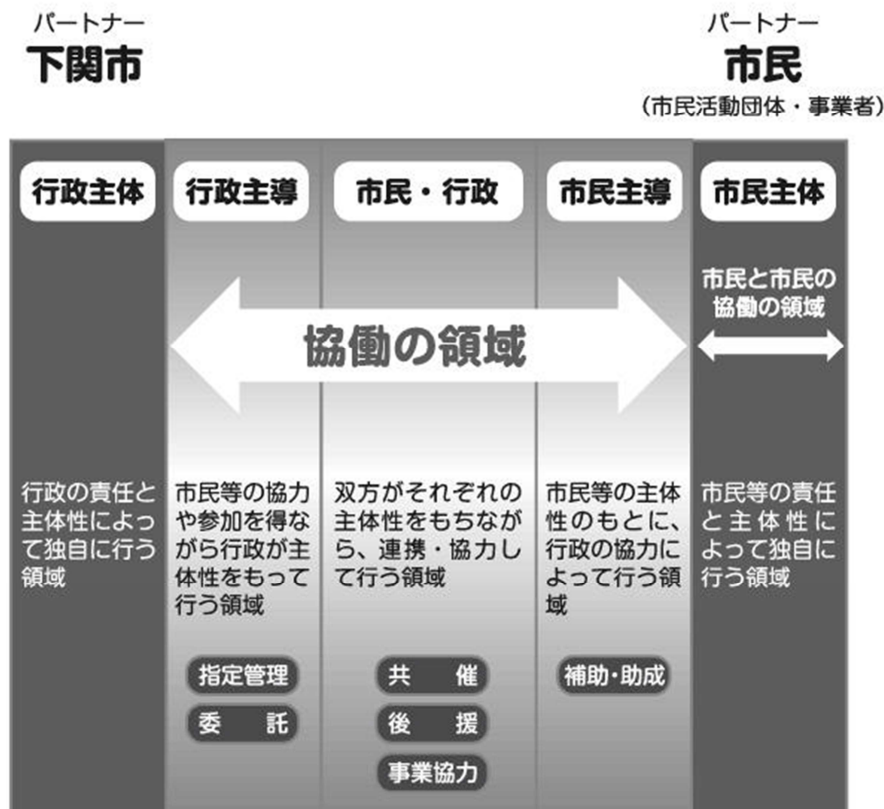 パートナー
下関市
パートナー
市民
(市民活動団体・事業者)
行政主体
行政主導
市民・行政
市民主導
市民主体
協働の領域
市民と市民の
協働の領域
行政の責任と
主体性によっ
て独自に行う
領域
市民等の協力
や参加を得な
がら行政が主
体性をもって
行う領域
双方がそれぞれの
主体性をもちなが
ら、連携・協力し
て行う領域
市民等の主体
性のもとに、
行政の協力に
よって行う領
域
市民等の責任
と主体性に
よって独自に
行う領域
指定管理
委託
共催
後援
事業協力
補助・助成